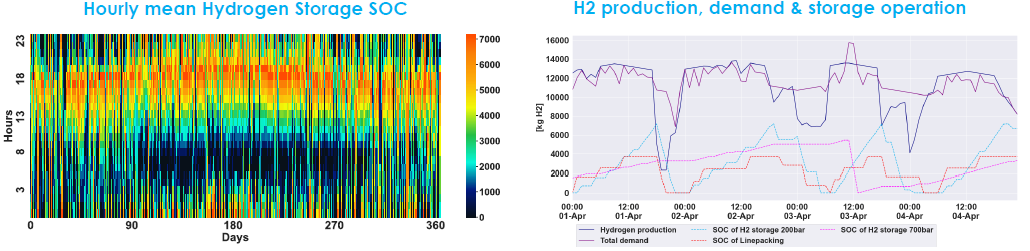 Hourly mean Hydrogen Storage SOC
23
18
13
8
3
Hours
0
90
180
270
360
Days
7000
6000
5000
4000
3000
2000
1000
0
H2 production, demand & storage operation
16000
14000
12000
10000
8000
6000
4000
2000
0
[kg H2]
00:00 12:00 00:00 12:00 00:00 12:00 00:00 12:00
01-Apr 01-Apr 02-Apr 02-Apr 03-Apr 03-Apr 04-Apr 04-Apr
Hydrogen production
Total demand
SOC of H2 storage 200bar
SOC of Linepacking
SOC of H2 storage 700bar